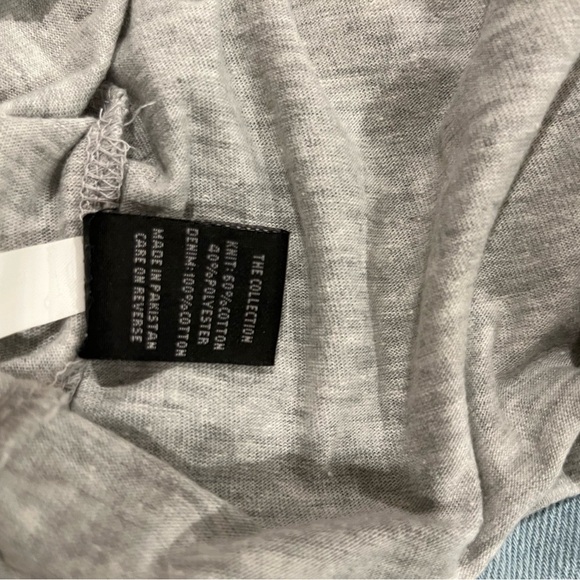 THE COLLECTION
KNIT:60%COTTON
40%POLYESTER
DENIM:100%COTTON
MADE IN PAKISTAN
CARE ON REVERSE